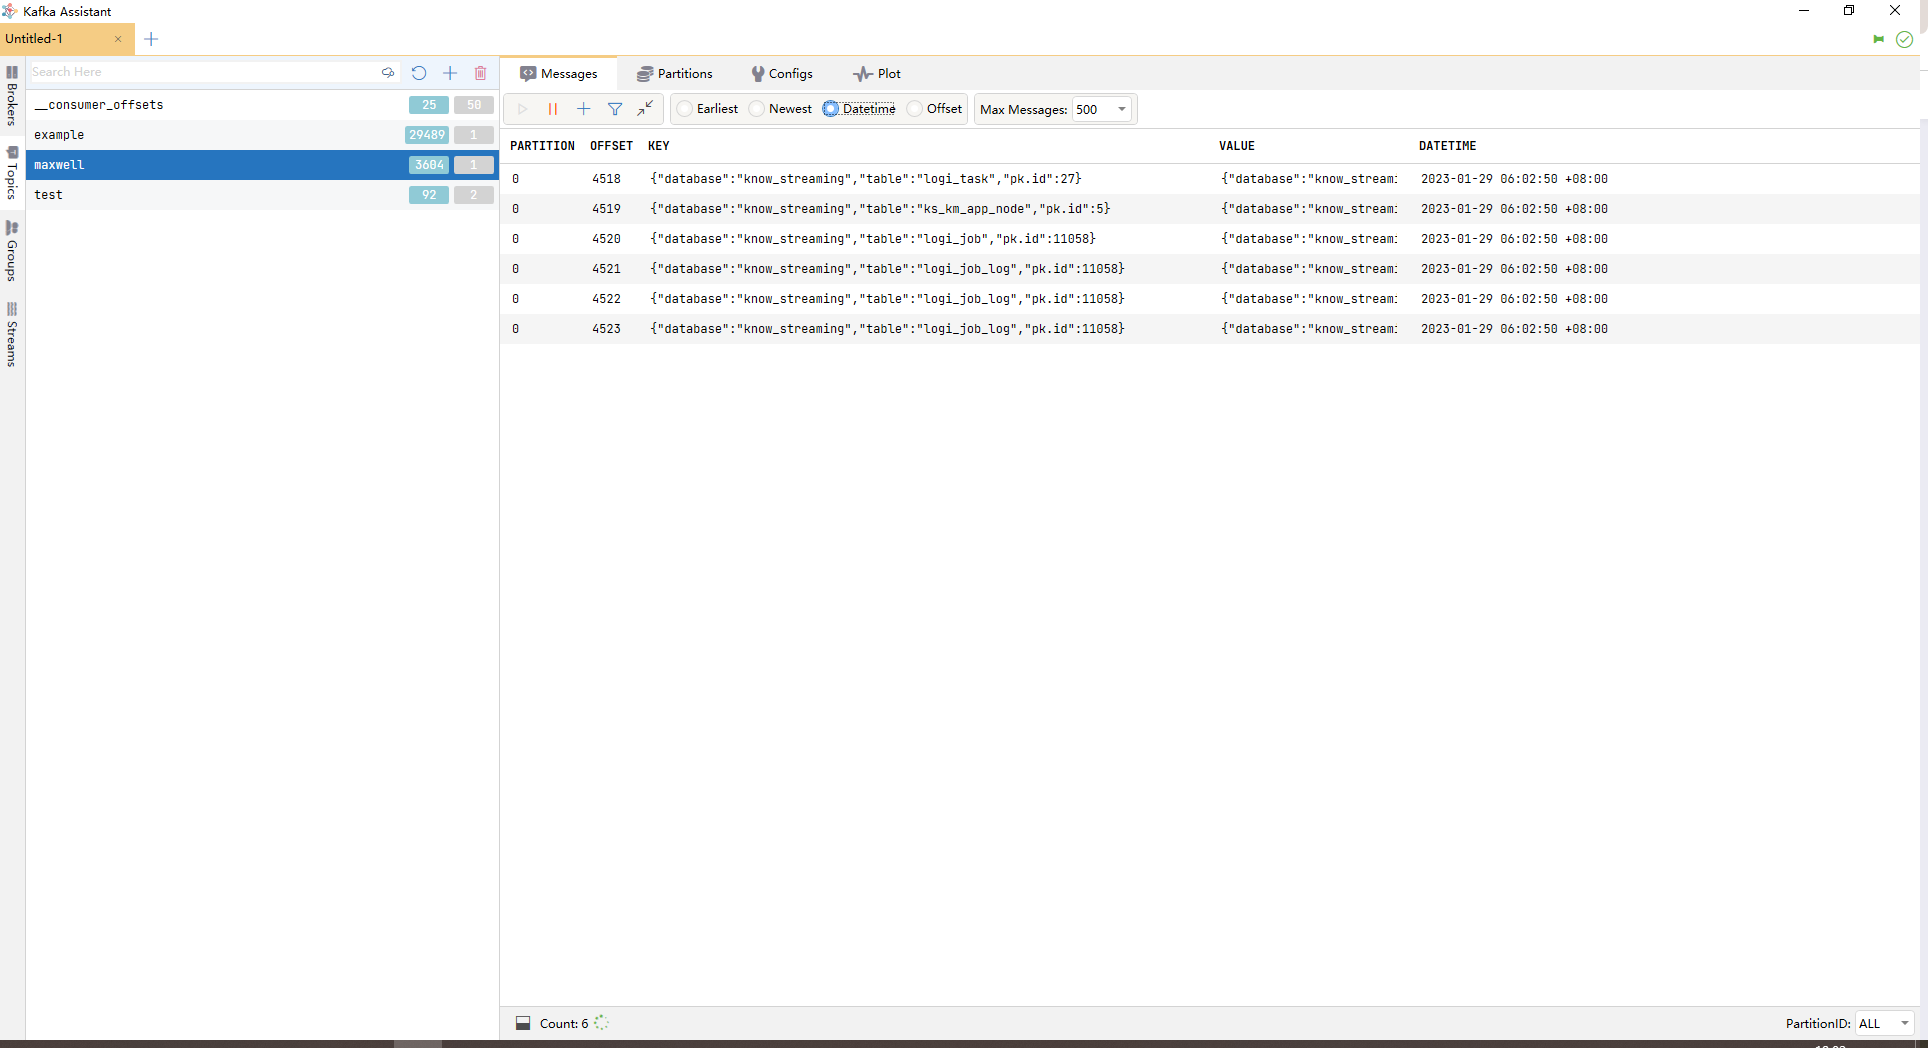 Kafka Assistant
Untitled-1
Search Here
Brokers
Topics
Groups
Streams
__consumer_offsets 25 50
example 29489 1
maxwell 3604 1
test 92 2
Messages Partitions Configs Plot
Earliest Newest Datetime Offset Max Messages: 500
PARTITION OFFSET KEY VALUE DATETIME
0 4518 {"database":"know_streaming","table":"logi_task","pk.id":27} {"database":"know_streami 2023-01-29 06:02:50 +08:00
0 4519 {"database":"know_streaming","table":"ks_km_app_node","pk.id":5} {"database":"know_streami 2023-01-29 06:02:50 +08:00
0 4520 {"database":"know_streaming","table":"logi_job","pk.id":11058} {"database":"know_streami 2023-01-29 06:02:50 +08:00
0 4521 {"database":"know_streaming","table":"logi_job_log","pk.id":11058} {"database":"know_streami 2023-01-29 06:02:50 +08:00
0 4522 {"database":"know_streaming","table":"logi_job_log","pk.id":11058} {"database":"know_streami 2023-01-29 06:02:50 +08:00
0 4523 {"database":"know_streaming","table":"logi_job_log","pk.id":11058} {"database":"know_streami 2023-01-29 06:02:50 +08:00
Count: 6
PartitionID: ALL